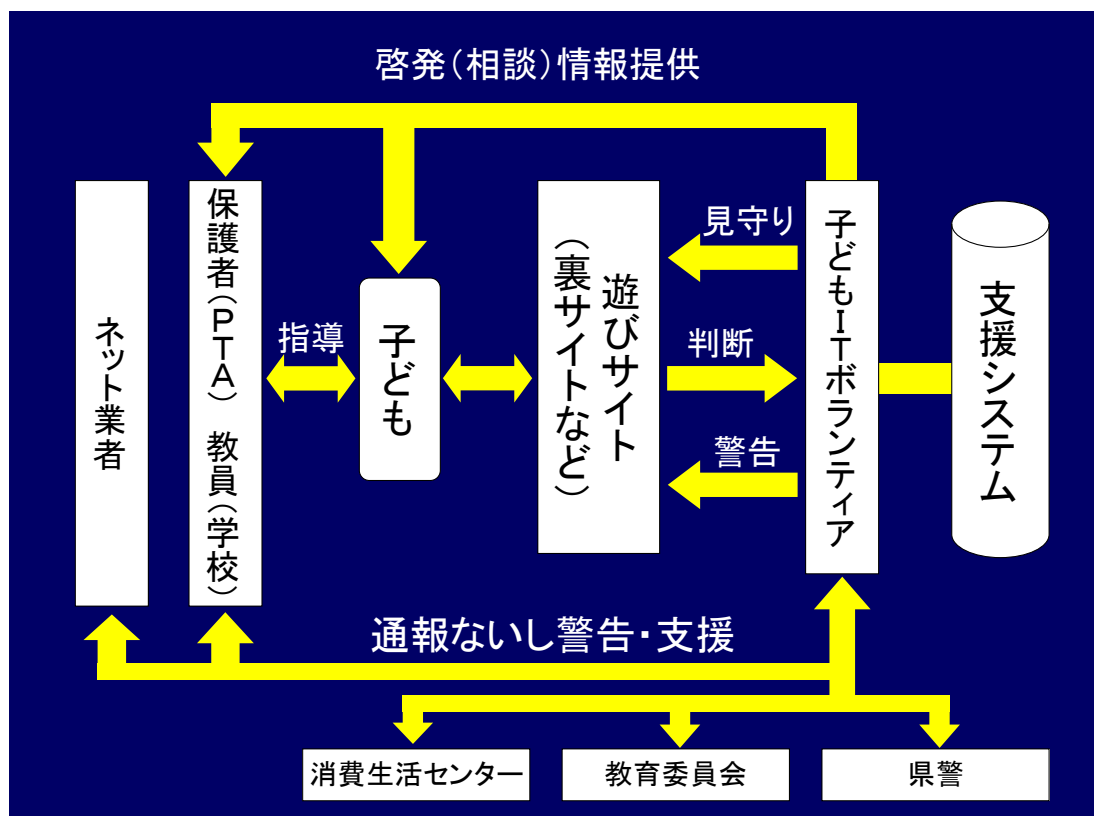 啓発（相談）情報提供
ネット業者
保護者（ＰＴＡ）　教員（学校）
指導
子ども
遊びサイト
（裏サイトなど）
見守り
判断
警告
子どもＩＴボランティア
支援システム
通報ないし警告・支援
消費生活センター
教育委員会
県警